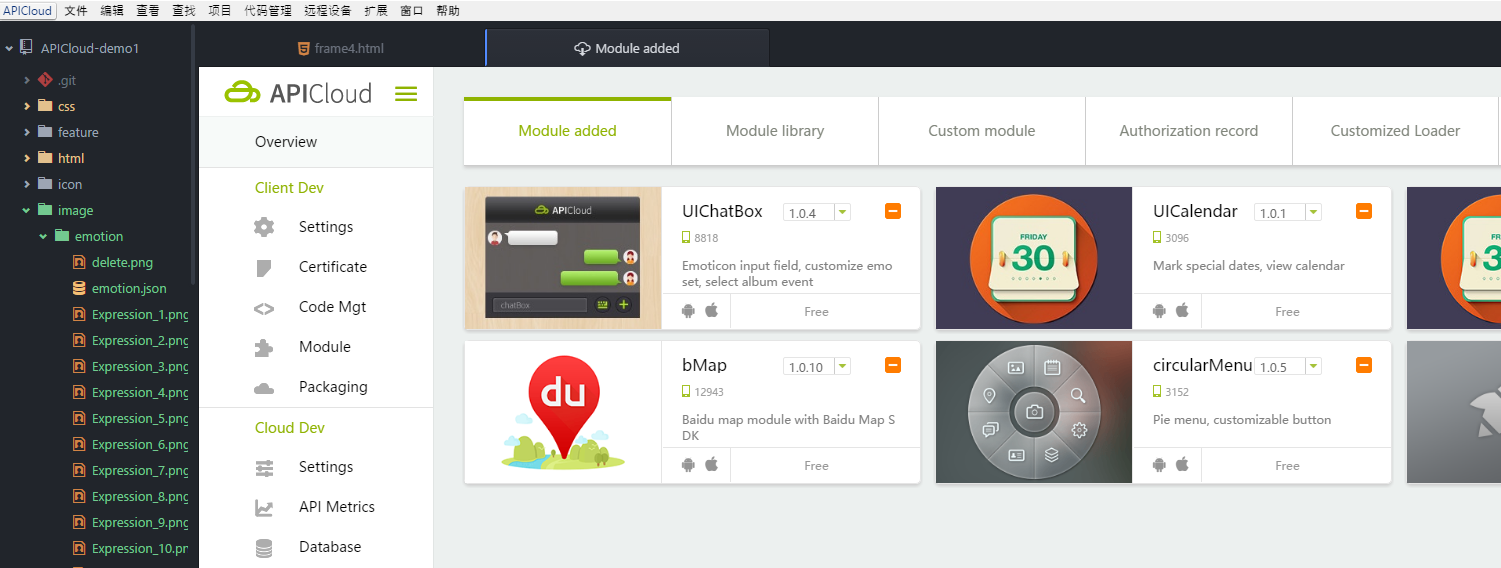 APICloud 文件 编辑 查看 查找 项目 代码管理 远程设备 扩展 窗口 帮助
APICloud-demo1
.git
css
feature
html
icon
image
emotion
delete.png
emotion.json
Expression_1.png
Expression_2.png
Expression_3.png
Expression_4.png
Expression_5.png
Expression_6.png
Expression_7.png
Expression_8.png
Expression_9.png
Expression_10.pn
frame4.html
Module added
APICloud
Overview
Client Dev
Settings
Certificate
Code Mgt
Module
Packaging
Cloud Dev
Settings
API Metrics
Database
Module added
Module library
Custom module
Authorization record
Customized Loader
APICloud
chatBox
UIChatBox 1.0.4
8818
Emoticon input field, customize emo
set, select album event
Free
FRIDAY
30
UICalendar 1.0.1
3096
Mark special dates, view calendar
Free
FRIDAY
3
du
bMap 1.0.10
12943
Baidu map module with Baidu Map S
DK
Free
circularMenu 1.0.5
3152
Pie menu, customizable button
Free